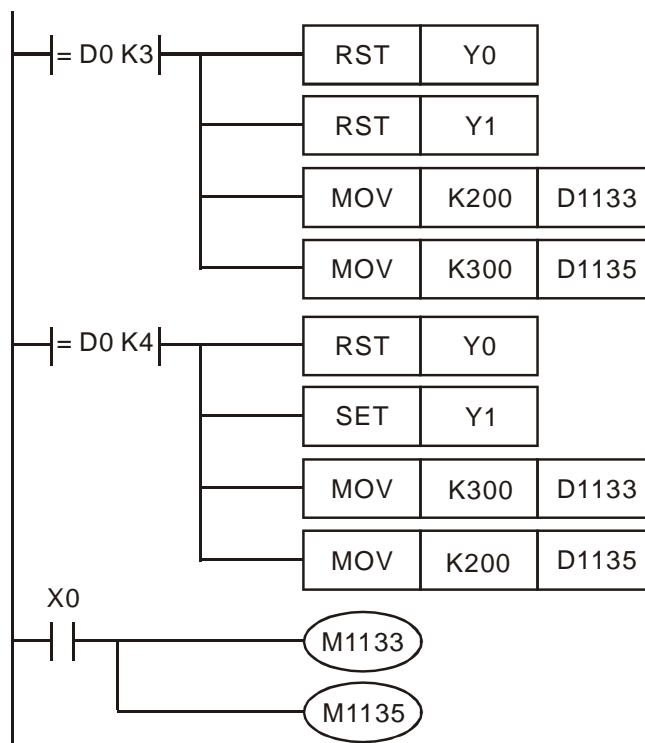 = D0 K3 RST Y0
RST Y1
MOV K200 D1133
MOV K300 D1135
= D0 K4 RST Y0
SET Y1
MOV K300 D1133
MOV K200 D1135
X0
M1133
M1135